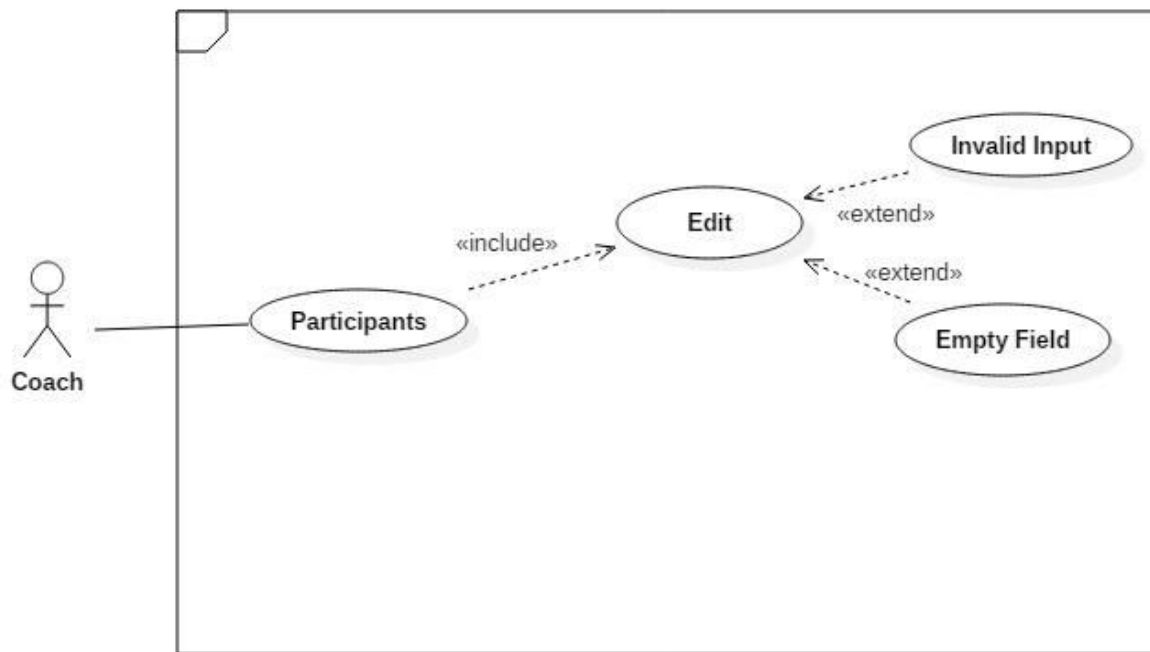 Invalid Input
«extend»
Edit
«include»
«extend»
Participants
Empty Field
Coach